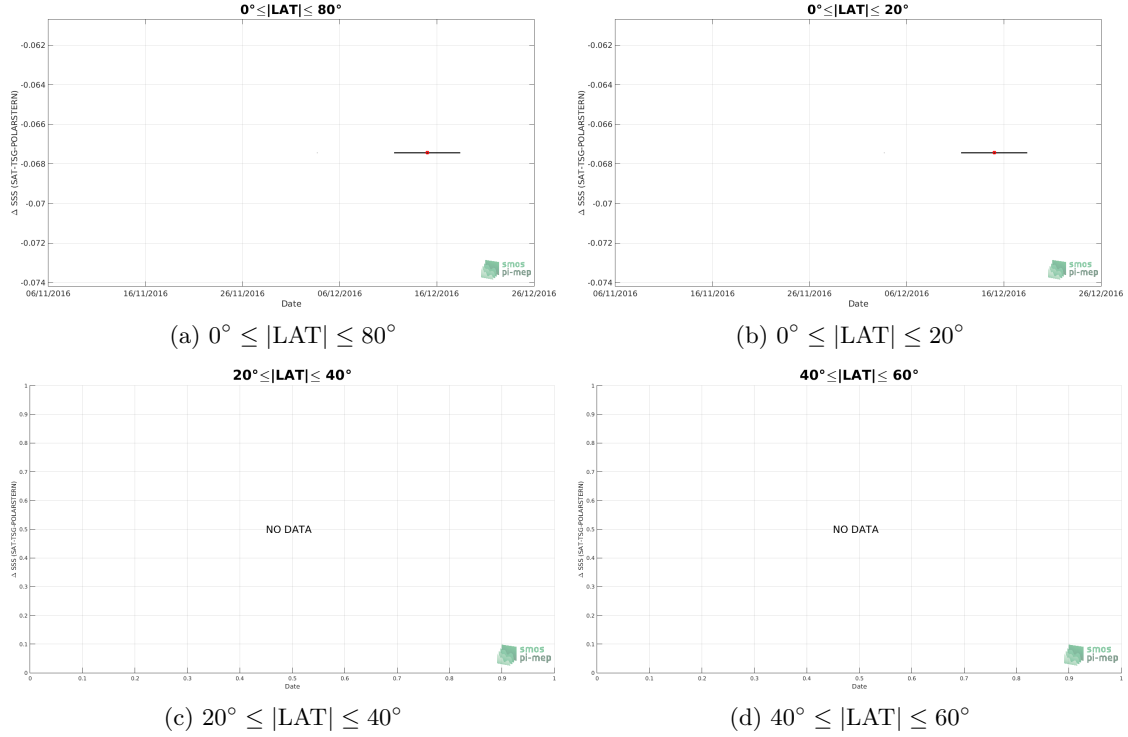 0°≤|LAT|≤ 80°
Δ SSS (SAT-TSG-POLARSTERN)
-0.062
-0.064
-0.066
-0.068
-0.07
-0.072
-0.074
06/11/2016 16/11/2016 26/11/2016 06/12/2016 16/12/2016 26/12/2016
Date
smos
pi-mep
(a) 0° ≤ |LAT| ≤ 80°
0°≤|LAT|≤ 20°
Δ SSS (SAT-TSG-POLARSTERN)
-0.062
-0.064
-0.066
-0.068
-0.07
-0.072
-0.074
06/11/2016 16/11/2016 26/11/2016 06/12/2016 16/12/2016 26/12/2016
Date
smos
pi-mep
(b) 0° ≤ |LAT| ≤ 20°
20°≤|LAT|≤ 40°
Δ SSS (SAT-TSG-POLARSTERN)
1
0.9
0.8
0.7
0.6
0.5
0.4
0.3
0.2
0.1
0
NO DATA
0 0.1 0.2 0.3 0.4 0.5 0.6 0.7 0.8 0.9 1
Date
smos
pi-mep
(c) 20° ≤ |LAT| ≤ 40°
40°≤|LAT|≤ 60°
Δ SSS (SAT-TSG-POLARSTERN)
1
0.9
0.8
0.7
0.6
0.5
0.4
0.3
0.2
0.1
0
NO DATA
0 0.1 0.2 0.3 0.4 0.5 0.6 0.7 0.8 0.9 1
Date
smos
pi-mep
(d) 40° ≤ |LAT| ≤ 60°